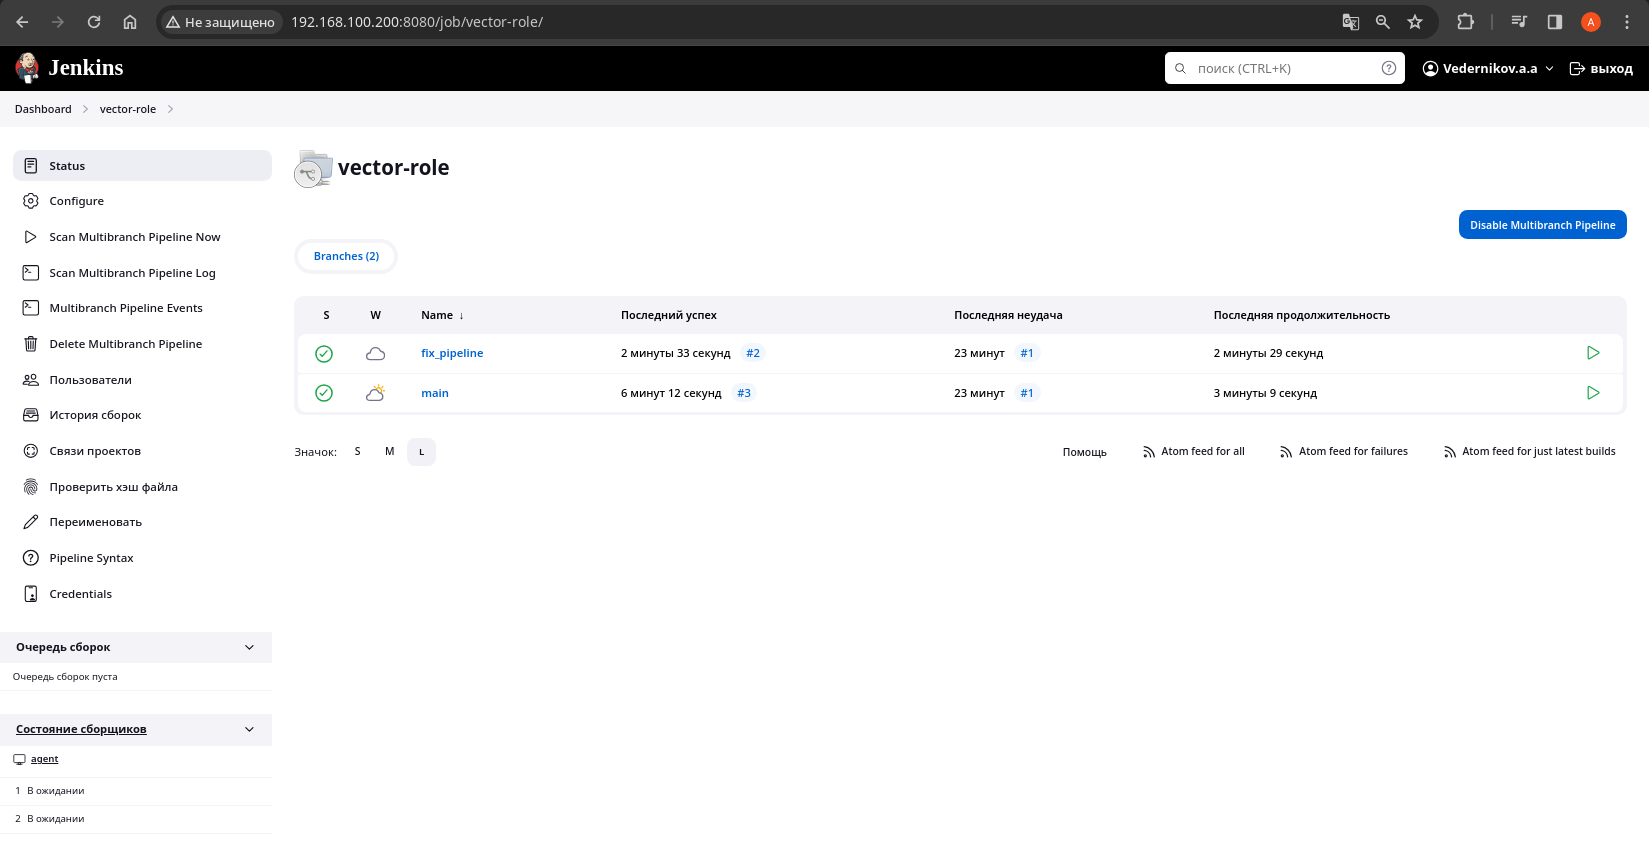 Не защищено 192.168.100.200:8080/job/vector-role/ A
Jenkins поиск (CTRL+K) Vedernikov.a.a выход
Dashboard vector-role
Status
Configure
Scan Multibranch Pipeline Now
Scan Multibranch Pipeline Log
Multibranch Pipeline Events
Delete Multibranch Pipeline
Пользователи
История сборок
Связи проектов
Проверить хэш файла
Переименовать
Pipeline Syntax
Credentials
Очередь сборок
Очередь сборок пуста
Состояние сборщиков
agent
1 В ожидании
2 В ожидании
vector-role
Disable Multibranch Pipeline
Branches (2)
S W Name ↓ Последний успех Последняя неудача Последняя продолжительность
fix_pipeline 2 минуты 33 секунд #2 23 минут #1 2 минуты 29 секунд
main 6 минут 12 секунд #3 23 минут #1 3 минуты 9 секунд
Значок: S M L Помощь Atom feed for all Atom feed for failures Atom feed for just latest builds